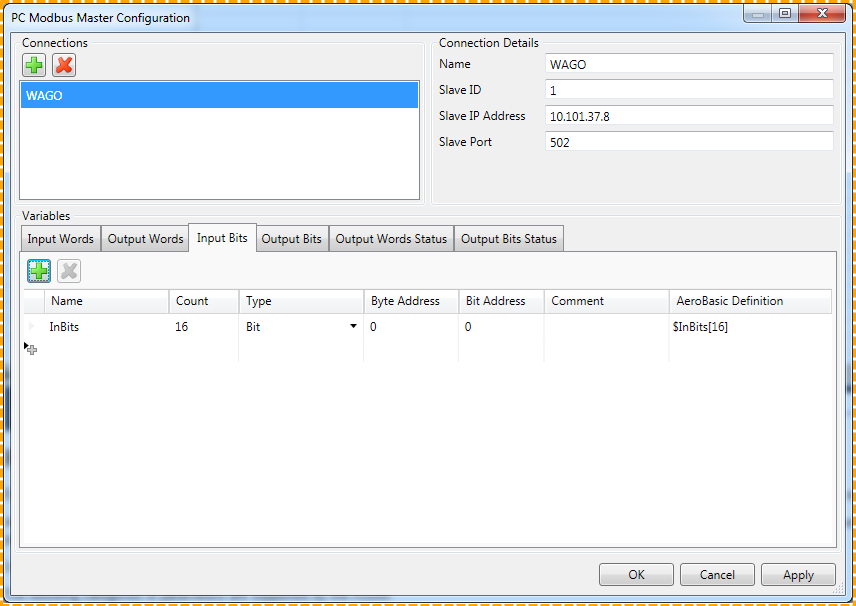 PC Modbus Master Configuration
Connections
WAGO
Connection Details
Name WAGO
Slave ID 1
Slave IP Address 10.101.37.8
Slave Port 502
Variables
Input Words Output Words Input Bits Output Bits Output Words Status Output Bits Status
Name Count Type Byte Address Bit Address Comment AeroBasic Definition
InBits 16 Bit 0 0 $InBits[16]
OK Cancel Apply